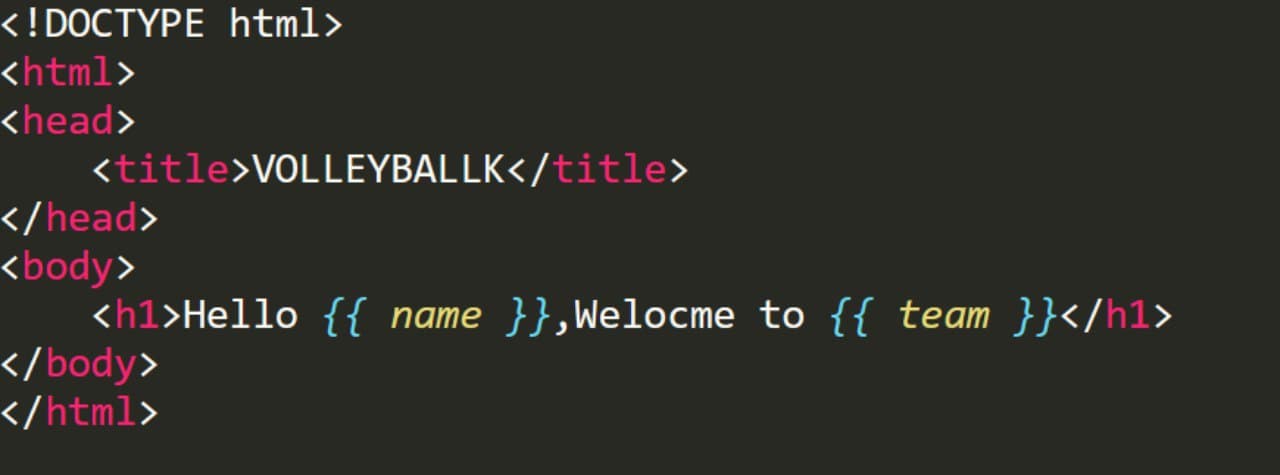 <!DOCTYPE html>
<html>
<head>
    <title>VOLLEYBALLK</title>
</head>
<body>
    <h1>Hello {{ name }},Welocme to {{ team }}</h1>
</body>
</html>